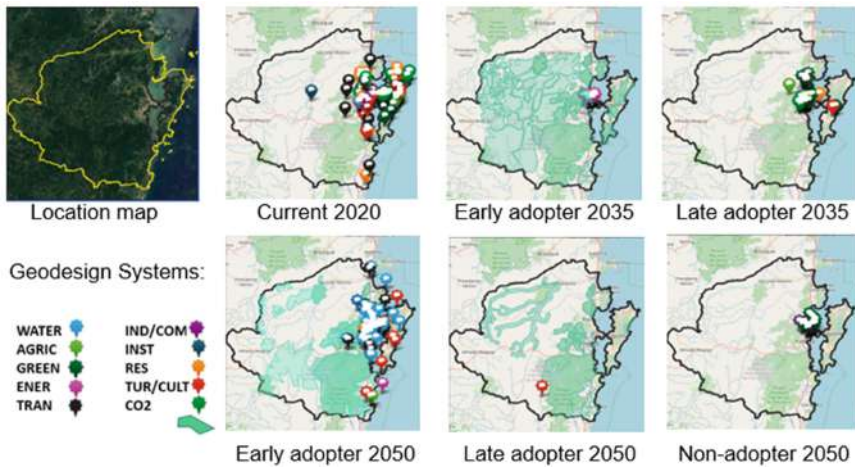 Location map
Current 2020
Early adopter 2035
Late adopter 2035
Geodesign Systems:
WATER
IND/COM
AGRIC
INST
GREEN
RES
ENER
TUR/CULT
TRAN
CO2
Early adopter 2050
Late adopter 2050
Non-adopter 2050